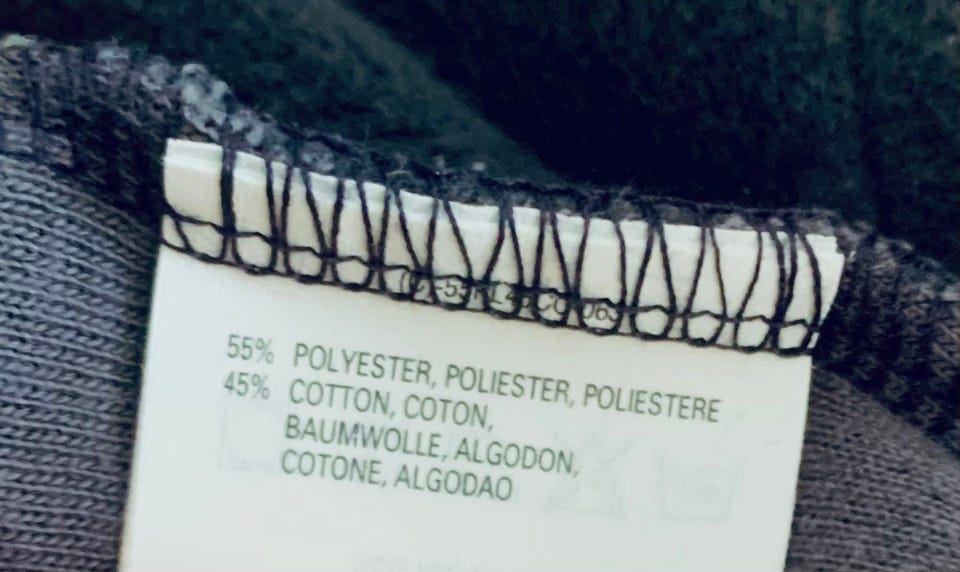 55% POLYESTER, POLIESTER, POLIESTERE
45% COTTON, COTON,
BAUMWOLLE, ALGODON,
COTONE, ALGODAO